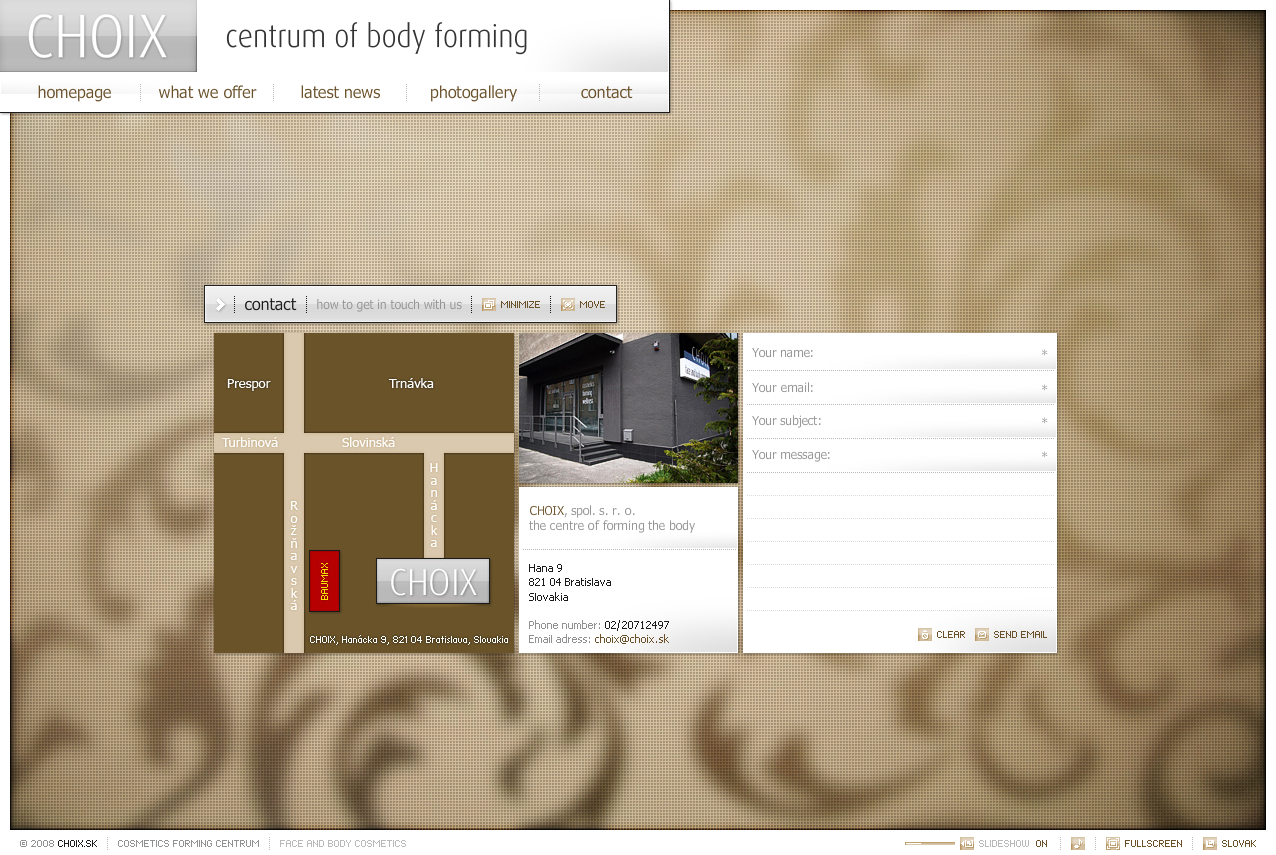 CHOIX
centrum of body forming
homepage
what we offer
latest news
photogallery
contact
contact
how to get in touch with us
MINIMIZE
MOVE
Prespor
Trnávka
Turbinová
Slovinská
Hanácka
Rožňavská
BAUMAX
CHOIX
CHOIX, Hanácka 9, 821 04 Bratislava, Slovakia
CHOIX, spol. s. r. o.
the centre of forming the body
Hana 9
821 04 Bratislava
Slovakia
Phone number: 02/20712497
Email adress: choix@choix.sk
Your name: *
Your email: *
Your subject: *
Your message: *
CLEAR
SEND EMAIL
© 2008 CHOIX.SK
COSMETICS FORMING CENTRUM
FACE AND BODY COSMETICS
SLIDESHOW: ON
FULLSCREEN
SLOVAK